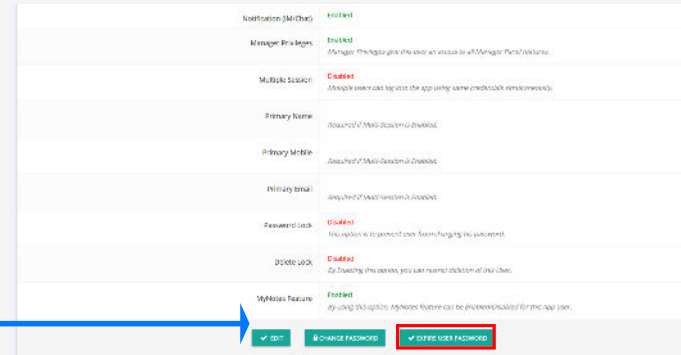 Notification (IM/Chat) Enabled
Manager Privileges Enabled
Manager Privileges give this user an access to all Manager Panel features.
Multiple Session Disabled
Multiple users can log into the app using same credentials simultaneously.
Primary Name
Required if Multi-Session is Enabled.
Primary Mobile
Required if Multi-Session is Enabled.
Primary Email
Required if Multi-Session is Enabled.
Password Lock Disabled
This option is to prevent user from changing his password.
Delete Lock Disabled
By Enabling this option, you can restrict deletion of this User.
MyNotes Feature Enabled
By using this option, MyNotes feature can be Enabled/Disabled for this App user.
EDIT CHANGE PASSWORD EXPIRE USER PASSWORD